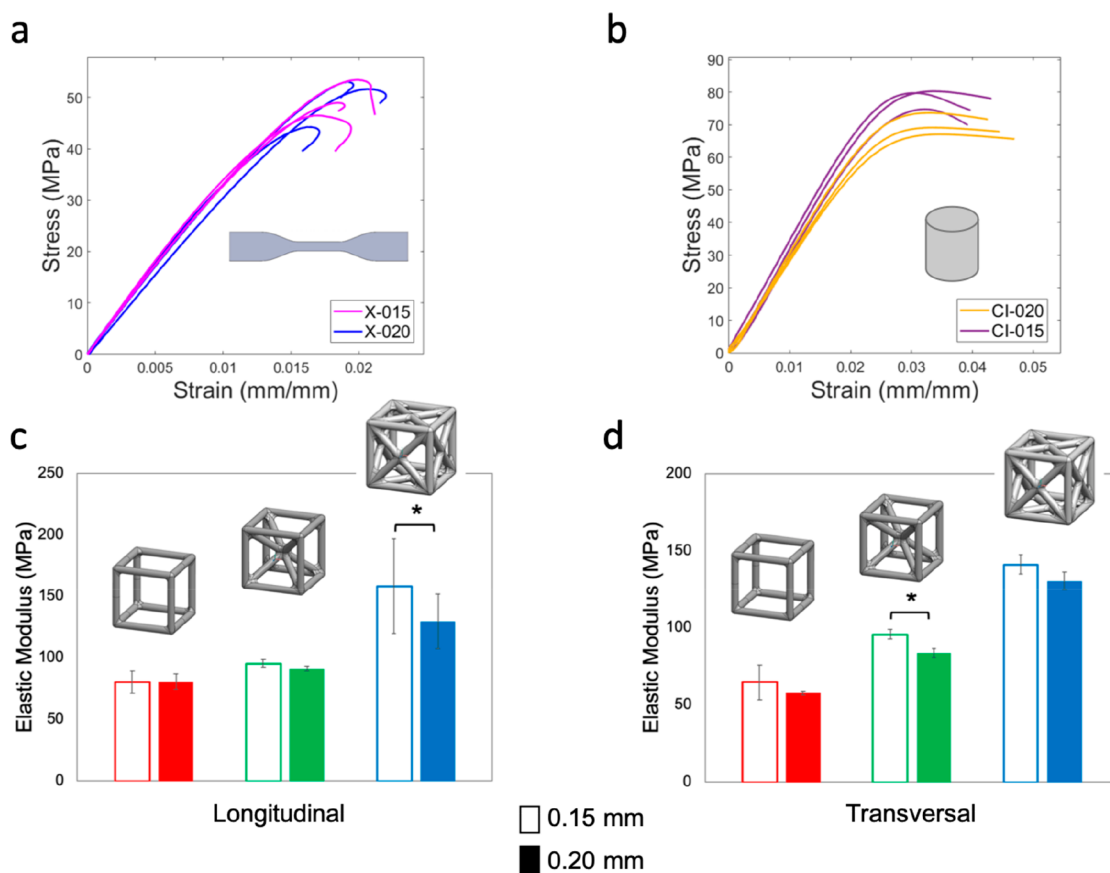 a
Stress (MPa)
50
40
30
20
10
0
0
0.005
0.01
0.015
0.02
Strain (mm/mm)
X-015
X-020
b
Stress (MPa)
90
80
70
60
50
40
30
20
10
0
0
0.01
0.02
0.03
0.04
0.05
Strain (mm/mm)
CI-020
CI-015
c
Elastic Modulus (MPa)
250
200
150
100
50
0
*
Longitudinal
d
Elastic Modulus (MPa)
200
150
100
50
0
*
Transversal
0.15 mm
0.20 mm